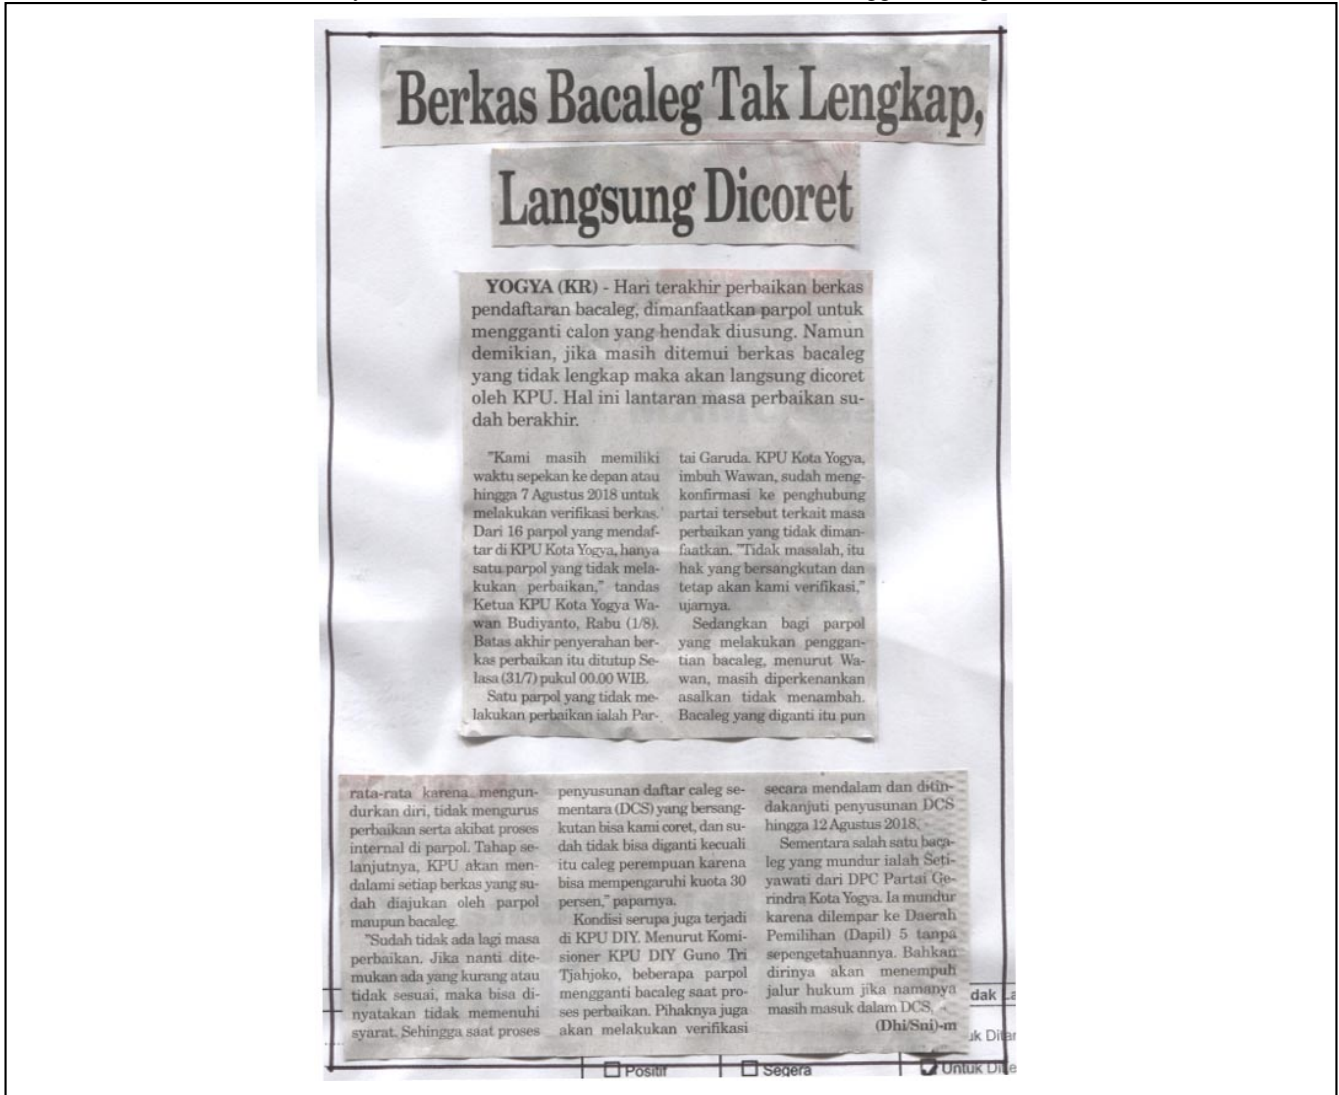 Berkas Bacaleg Tak Lengkap,
Langsung Dicoret
YOGYA (KR) - Hari terakhir perbaikan berkas
pendaftaran bacaleg, dimanfaatkan parpol untuk
mengganti calon yang hendak diusung. Namun
demikian, jika masih ditemui berkas bacaleg
yang tidak lengkap maka akan langsung dicoret
oleh KPU. Hal ini lantaran masa perbaikan su-
dah berakhir.
"Kami masih memiliki
waktu sepekan ke depan atau
hingga 7 Agustus 2018 untuk
melakukan verifikasi berkas.
Dari 16 parpol yang mendaf-
tar di KPU Kota Yogya, hanya
satu parpol yang tidak mela-
kukan perbaikan," tandas
Ketua KPU Kota Yogya Wa-
wan Budiyanto, Rabu (1/8).
Batas akhir penyerahan ber-
kas perbaikan itu ditutup Se-
lasa (31/7) pukul 00.00 WIB.
Satu parpol yang tidak me-
lakukan perbaikan ialah Par-
tai Garuda. KPU Kota Yogya,
imbuh Wawan, sudah meng-
konfirmasi ke penghubung
partai tersebut terkait masa
perbaikan yang tidak diman-
faatkan. "Tidak masalah, itu
hak yang bersangkutan dan
tetap akan kami verifikasi,"
ujarnya.
Sedangkan bagi parpol
yang melakukan penggan-
tian bacaleg, menurut Wa-
wan, masih diperkenankan
asalkan tidak menambah.
Bacaleg yang diganti itu pun
rata-rata karena mengun-
durkan diri, tidak mengurus
perbaikan serta akibat proses
internal di parpol. Tahap se-
lanjutnya, KPU akan men-
dalami setiap berkas yang su-
dah diajukan oleh parpol
maupun bacaleg.
"Sudah tidak ada lagi masa
perbaikan. Jika nanti dite-
mukan ada yang kurang atau
tidak sesuai, maka bisa di-
nyatakan tidak memenuhi
syarat. Sehingga saat proses
penyusunan daftar caleg se-
mentara (DCS) yang bersang-
kutan bisa kami coret, dan su-
dah tidak bisa diganti kecuali
itu caleg perempuan karena
bisa mempengaruhi kuota 30
persen," paparnya.
Kondisi serupa juga terjadi
di KPU DIY. Menurut Komi-
sioner KPU DIY Guno Tri
Tjahjoko, beberapa parpol
mengganti bacaleg saat pro-
ses perbaikan. Pihaknya juga
akan melakukan verifikasi
secara mendalam dan ditin-
dakanjuti penyusunan DCS
hingga 12 Agustus 2018.
Sementara salah satu baca-
leg yang mundur ialah Seti-
yawati dari DPC Partai Ge-
rindra Kota Yogya. Ia mundur
karena dilempar ke Daerah
Pemilihan (Dapil) 5 tanpa
sepengetahuannya. Bahkan
dirinya akan menempuh
jalur hukum jika namanya
masih masuk dalam DCS.
(Dhi/Sni)-m
dak
Positif
Segera
Untuk